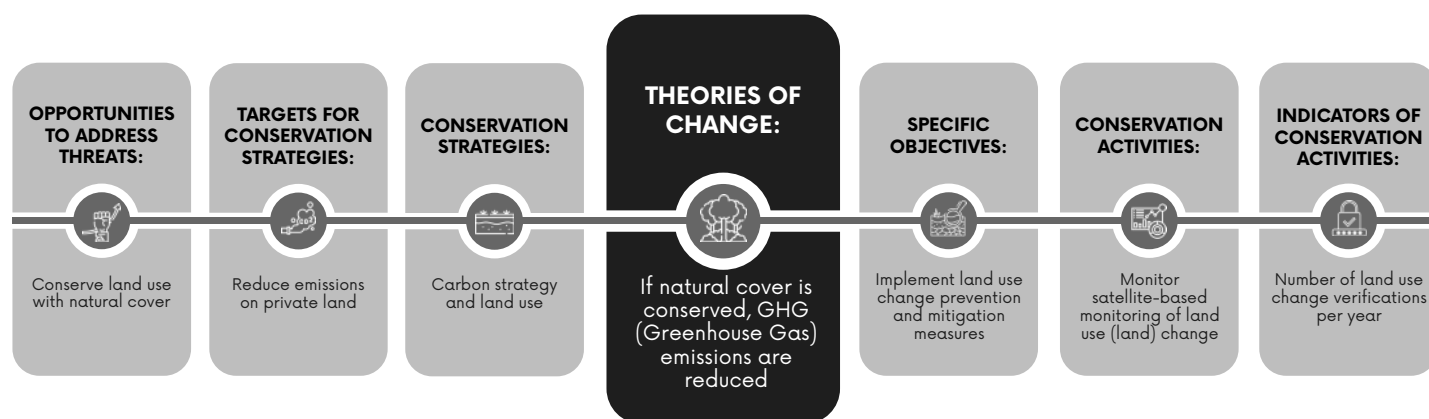 OPPORTUNITIES
TO ADDRESS
THREATS:
Conserve land use
with natural cover
TARGETS FOR
CONSERVATION
STRATEGIES:
Reduce emissions
on private land
CONSERVATION
STRATEGIES:
Carbon strategy
and land use
THEORIES OF
CHANGE:
If natural cover is
conserved, GHG
(Greenhouse Gas)
emissions are
reduced
SPECIFIC
OBJECTIVES:
Implement land use
change prevention
and mitigation
measures
CONSERVATION
ACTIVITIES:
Monitor
satellite-based
monitoring of land
use (land) change
INDICATORS OF
CONSERVATION
ACTIVITIES:
Number of land use
change verifications
per year